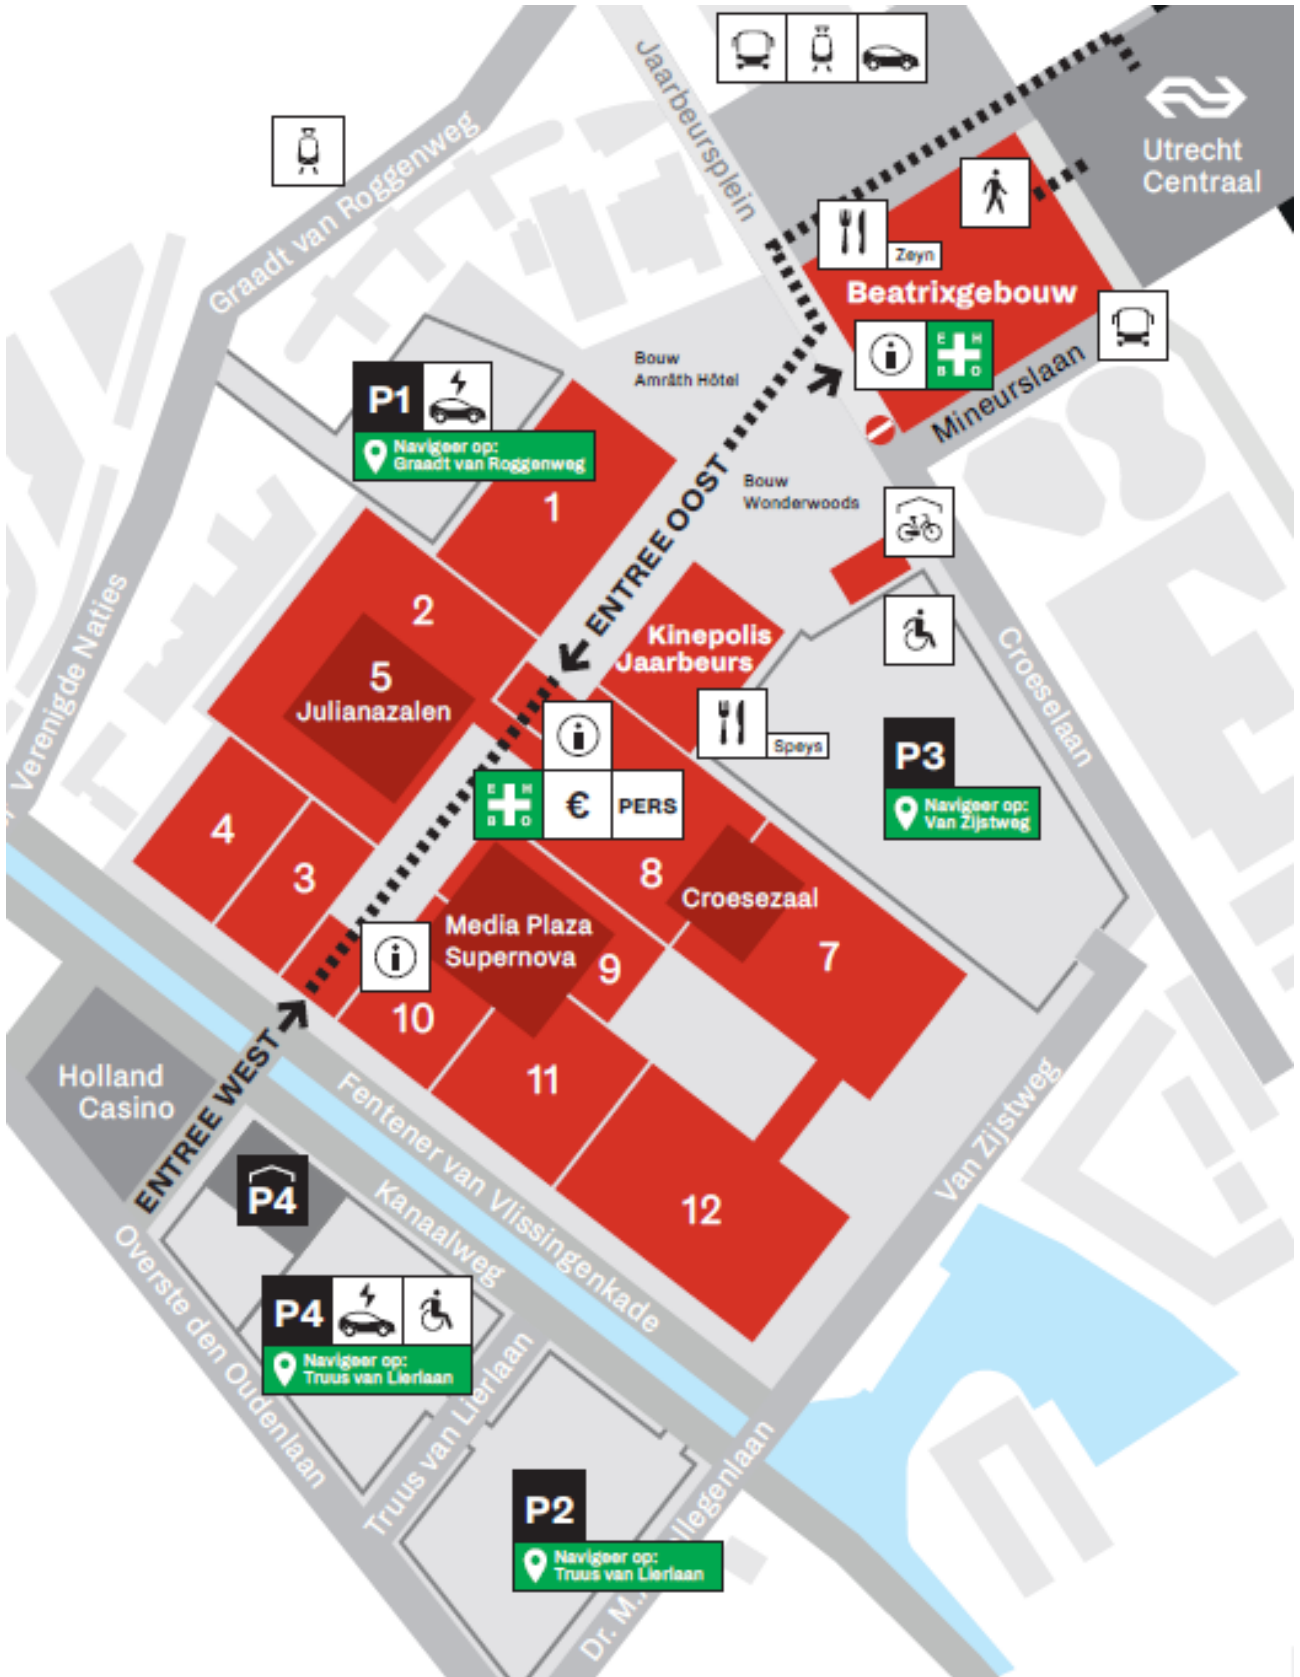 Jaarbeursplein
Utrecht
Centraal
Graadt van Roggenweg
Zeyn
Beatrixgebouw
E H
B O
Mineurslaan
Bouw
Amrâth Hôtel
P1
Navigeer op:
Graadt van Roggenweg
Bouw
Wonderwoods
ENTREE OOST
1
2
Kinepolis
Jaarbeurs
Speys
Croeselaan
5
Julianazalen
P3
Navigeer op:
Van Zijstweg
Verenigde Naties
E H
B O
€
PERS
4
3
8
Croesezaal
7
Media Plaza
Supernova
9
10
11
12
Holland
Casino
ENTREE WEST
Fentener van Vlissingenkade
Kanaalweg
Van Zijstweg
P4
P4
Navigeer op:
Truus van Lierlaan
Overste den Oudenlaan
Truus van Lierlaan
P2
Navigeer op:
Truus van Lierlaan
Dr. M.